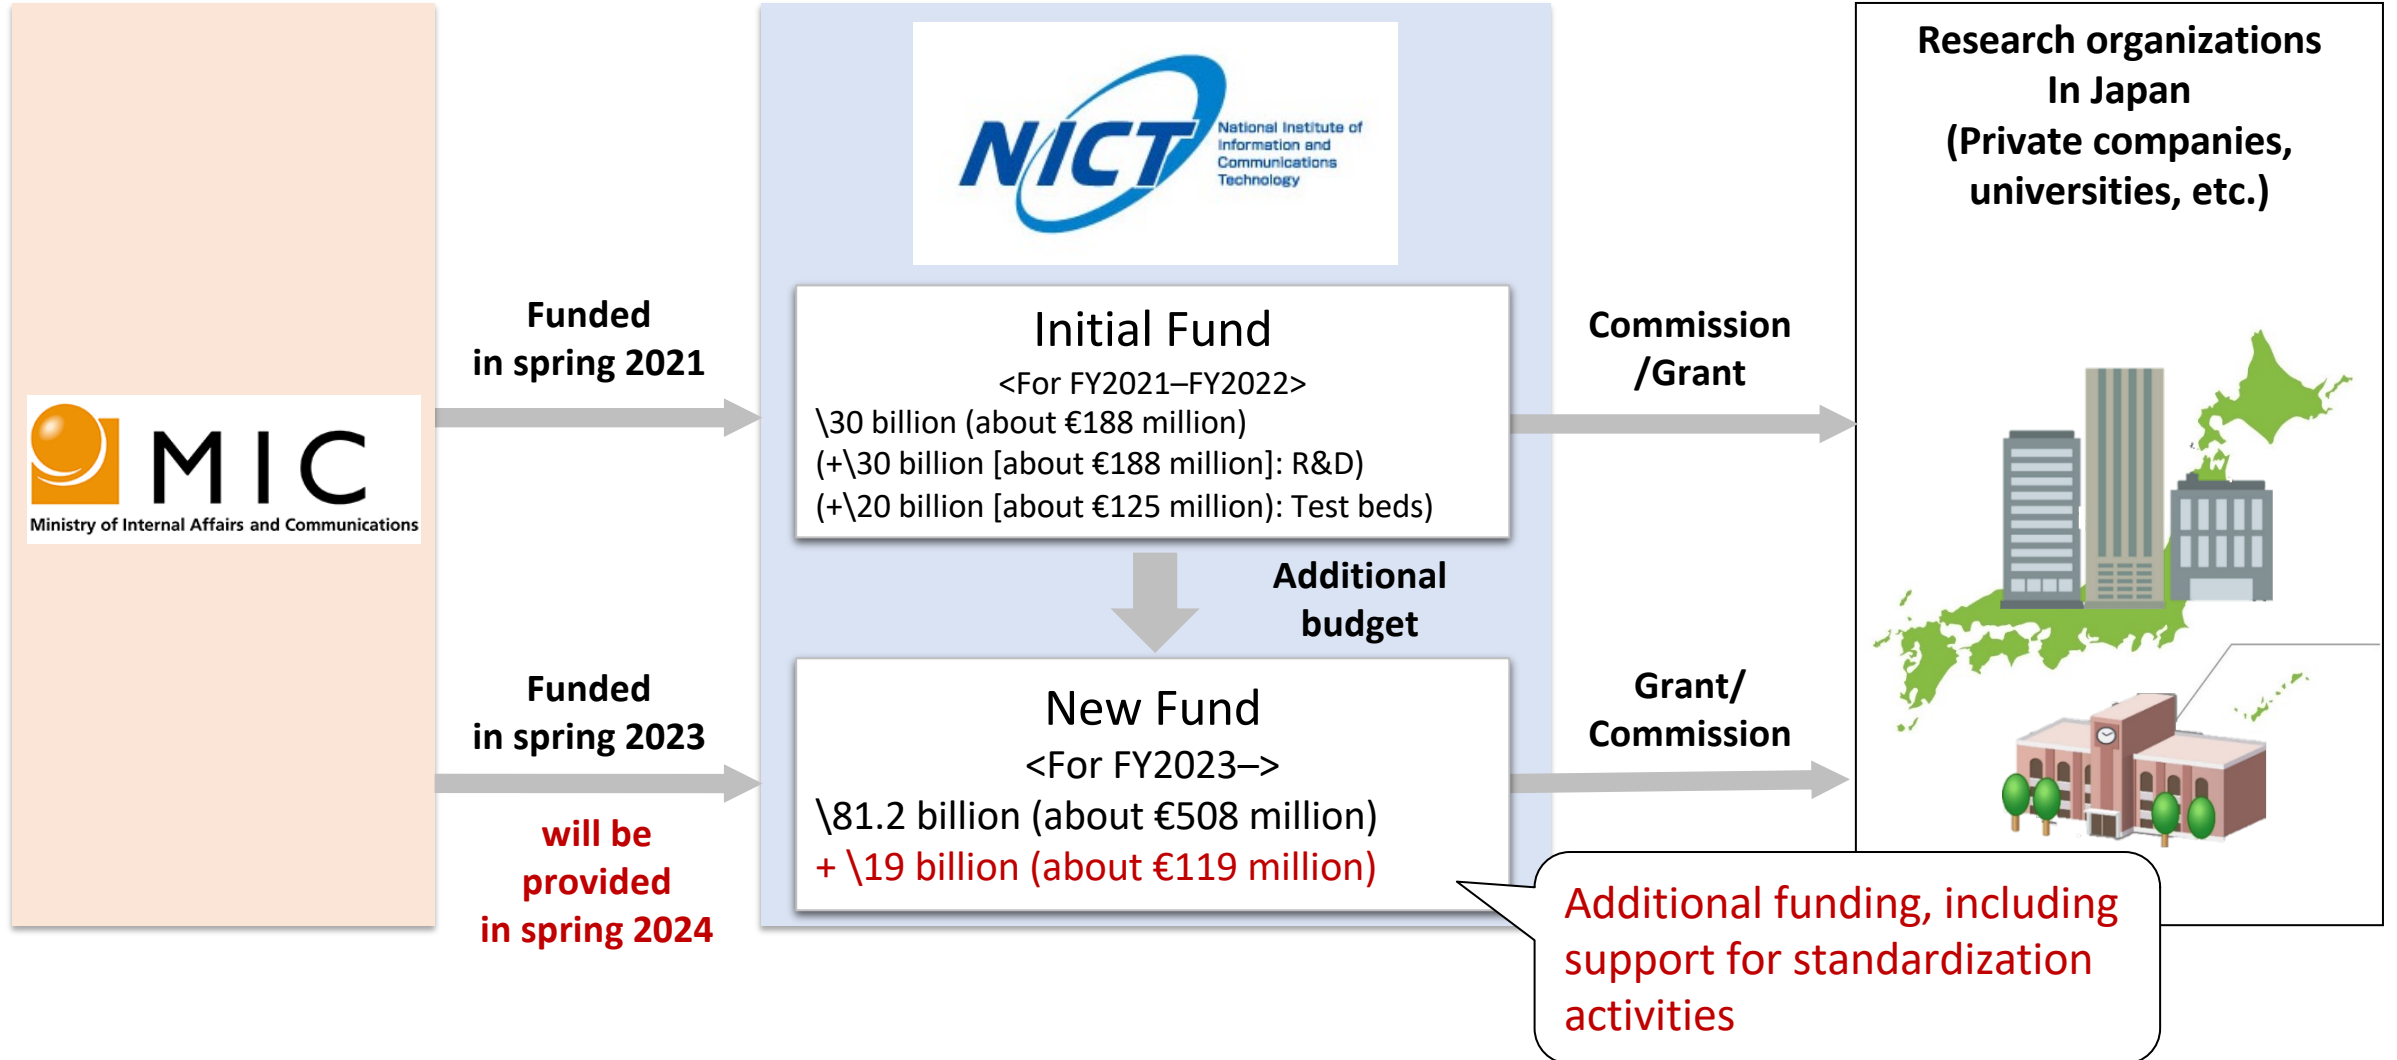 MIC
Ministry of Internal Affairs and Communications
Funded
in spring 2021
Funded
in spring 2023
will be
provided
in spring 2024
NICT
National Institute of
Information and
Communications
Technology
Initial Fund
<For FY2021–FY2022>
\30 billion (about €188 million)
(+\30 billion [about €188 million]: R&D)
(+\20 billion [about €125 million): Test beds)
Additional
budget
New Fund
<For FY2023–>
\81.2 billion (about €508 million)
+ \19 billion (about €119 million)
Commission
/Grant
Grant/
Commission
Research organizations
In Japan
(Private companies,
universities, etc.)
Additional funding, including
support for standardization
activities